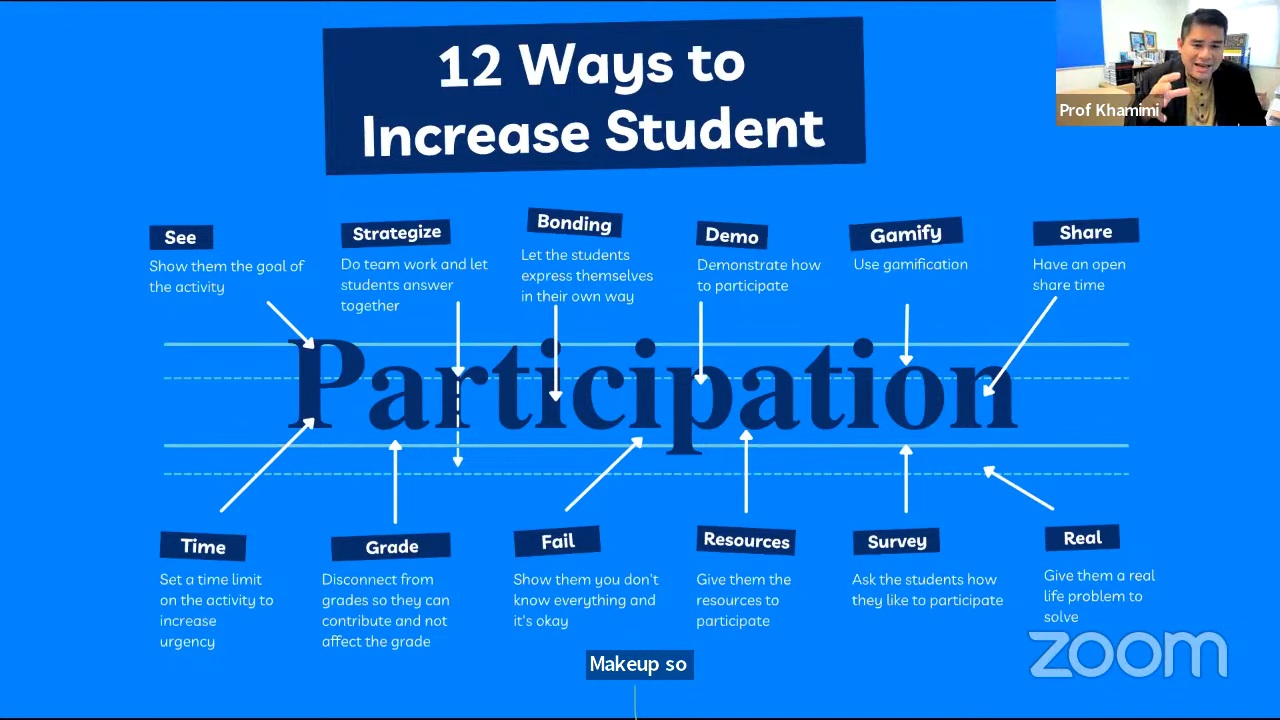 12 Ways to
Increase Student
Prof Khamimi
See
Show them the goal of
the activity
Strategize
Do team work and let
students answer
together
Bonding
Let the students
express themselves
in their own way
Demo
Demonstrate how
to participate
Gamify
Use gamification
Share
Have an open
share time
Participation
Time
Set a time limit
on the activity to
increase
urgency
Grade
Disconnect from
grades so they can
contribute and not
affect the grade
Fail
Show them you don't
know everything and
it's okay
Resources
Give them the
resources to
participate
Survey
Ask the students how
they like to participate
Real
Give them a real
life problem to
solve
zoom
Makeup so